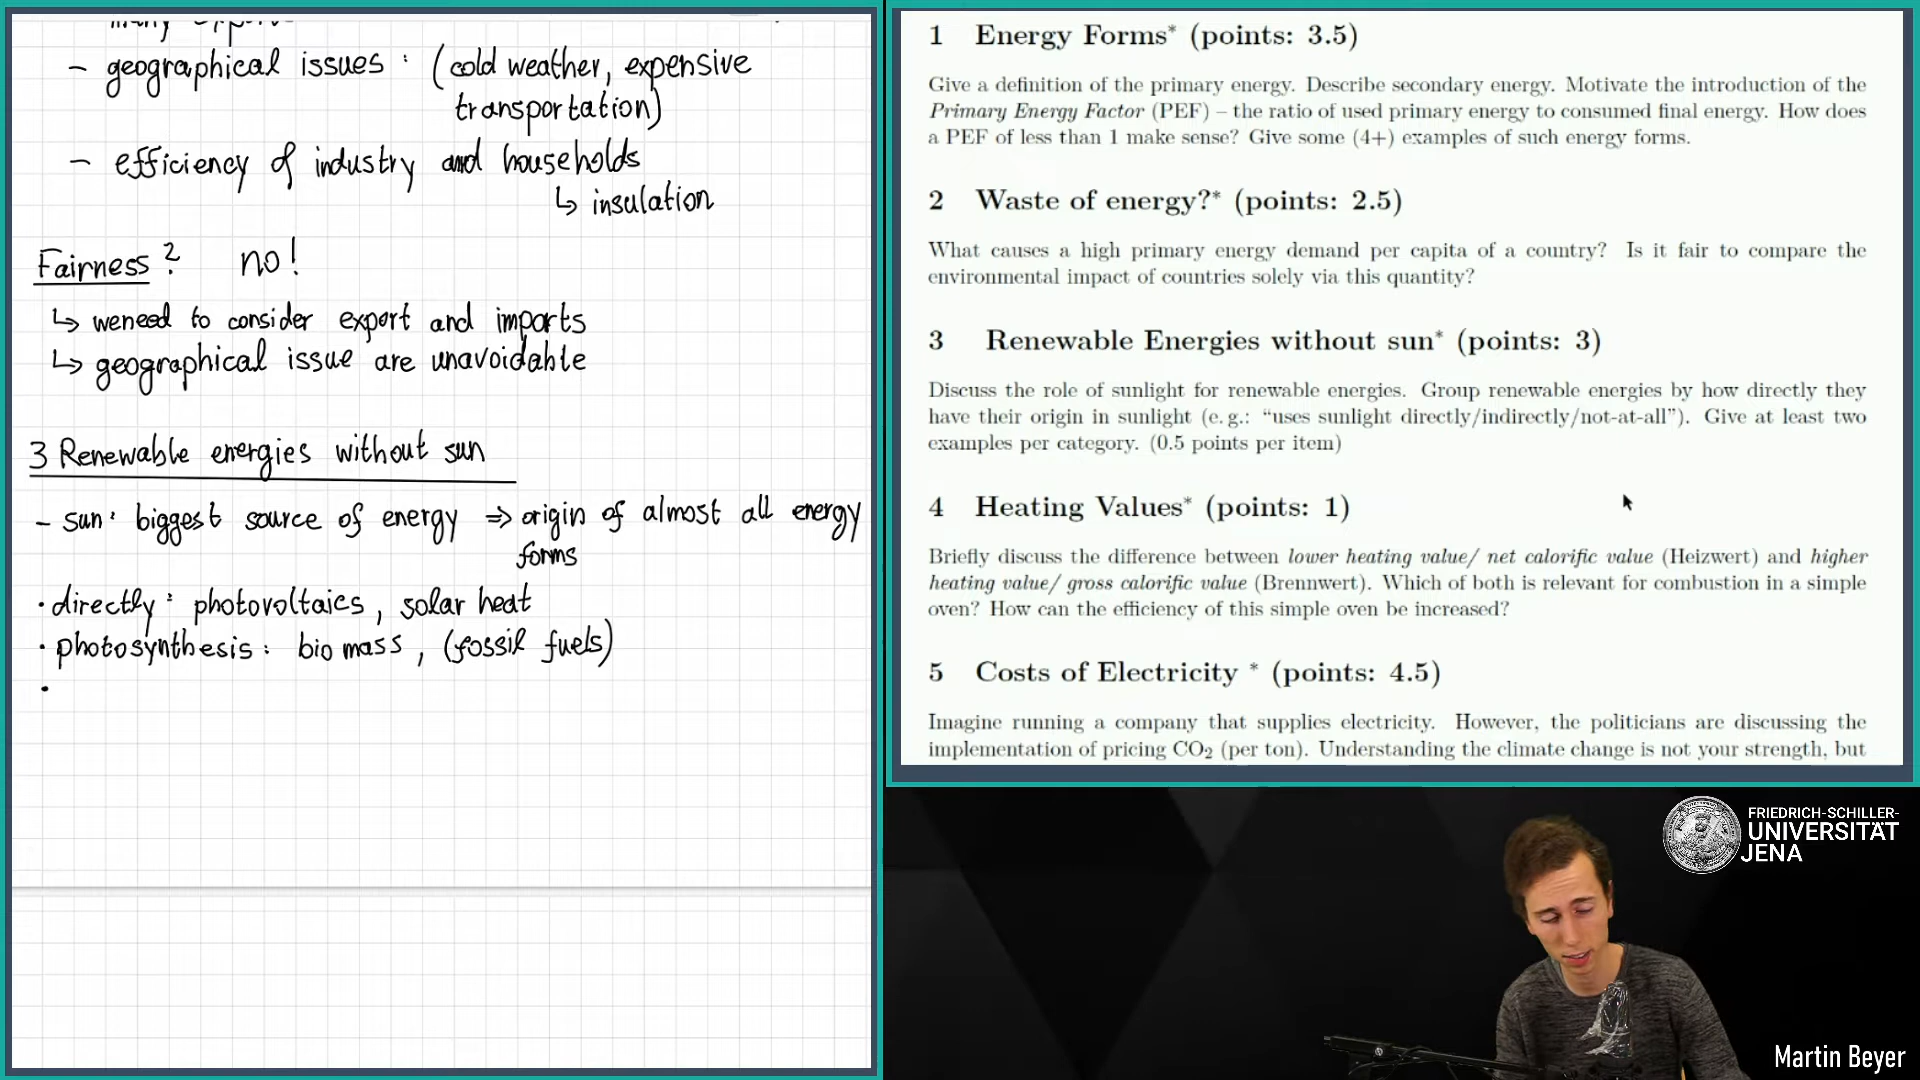 - geographical issues : (cold weather, expensive
transportation)
- efficiency of industry and households
↳ insulation
Fairness? no!
↳ weneed to consider export and imports
↳ geographical issue are unavoidable
3 Renewable energies without sun
- sun: biggest source of energy ⇒ origin of almost all energy
forms
• directly: photovoltaics, solar heat
• photosynthesis: bio mass, (fossil fuels)
•
1 Energy Forms* (points: 3.5)
Give a definition of the primary energy. Describe secondary energy. Motivate the introduction of the
Primary Energy Factor (PEF) – the ratio of used primary energy to consumed final energy. How does
a PEF of less than 1 make sense? Give some (4+) examples of such energy forms.
2 Waste of energy?* (points: 2.5)
What causes a high primary energy demand per capita of a country? Is it fair to compare the
environmental impact of countries solely via this quantity?
3 Renewable Energies without sun* (points: 3)
Discuss the role of sunlight for renewable energies. Group renewable energies by how directly they
have their origin in sunlight (e. g.: “uses sunlight directly/indirectly/not-at-all”). Give at least two
examples per category. (0.5 points per item)
4 Heating Values* (points: 1)
Briefly discuss the difference between lower heating value/ net calorific value (Heizwert) and higher
heating value/ gross calorific value (Brennwert). Which of both is relevant for combustion in a simple
oven? How can the efficiency of this simple oven be increased?
5 Costs of Electricity * (points: 4.5)
Imagine running a company that supplies electricity. However, the politicians are discussing the
implementation of pricing CO₂ (per ton). Understanding the climate change is not your strength, but
FRIEDRICH-SCHILLER-
UNIVERSITÄT
JENA
Martin Beyer